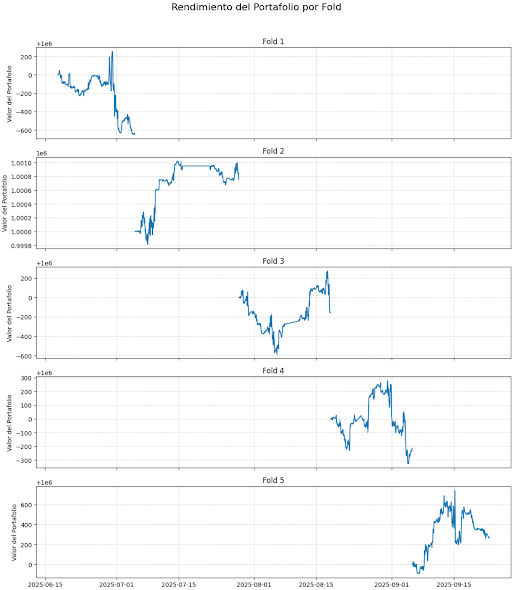 Rendimiento del Portafolio por Fold
Fold 1
+1e6
200
0
−200
−400
−600
Valor del Portafolio
Fold 2
1e6
1.0010
1.0008
1.0006
1.0004
1.0002
1.0000
0.9998
Valor del Portafolio
Fold 3
+1e6
200
0
−200
−400
−600
Valor del Portafolio
Fold 4
+1e6
300
200
100
0
−100
−200
−300
Valor del Portafolio
Fold 5
+1e6
600
400
200
0
Valor del Portafolio
2025-06-15 2025-07-01 2025-07-15 2025-08-01 2025-08-15 2025-09-01 2025-09-15